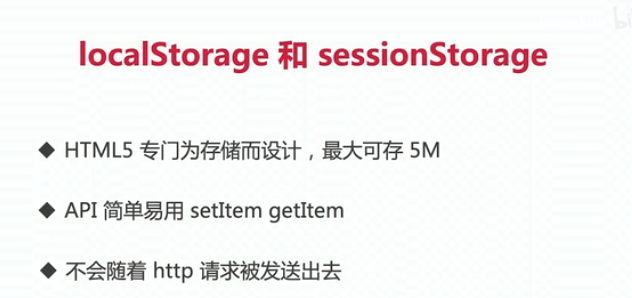 localStorage 和 sessionStorage
◆ HTML5 专门为存储而设计，最大可存 5M
◆ API 简单易用 setItem getItem
◆ 不会随着 http 请求被发送出去